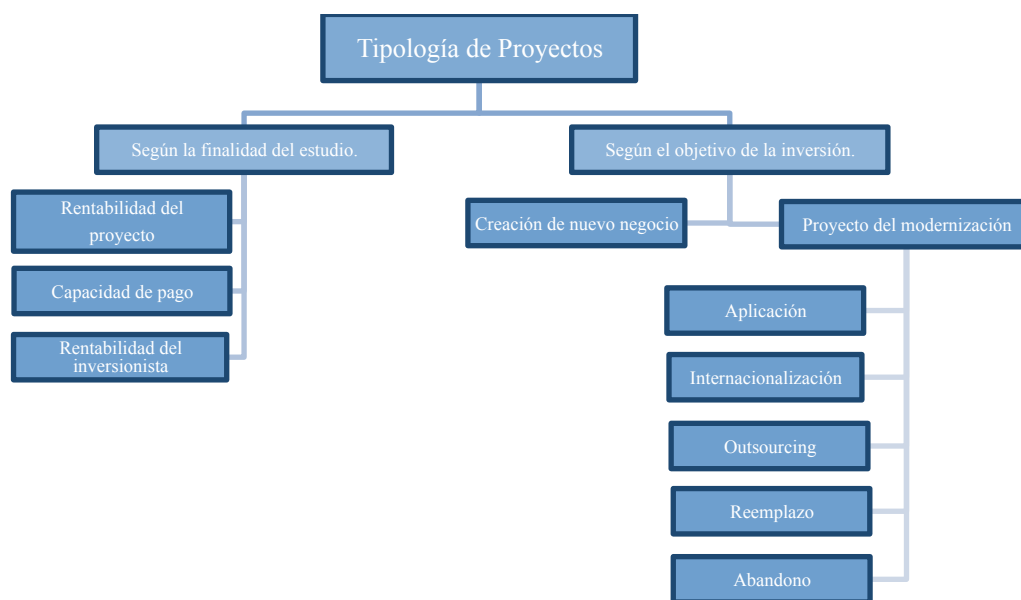 Tipología de Proyectos
Según la finalidad del estudio.
Según el objetivo de la inversión.
Rentabilidad del
proyecto
Capacidad de pago
Rentabilidad del
inversionista
Creación de nuevo negocio
Proyecto del modernización
Aplicación
Internacionalización
Outsourcing
Reemplazo
Abandono